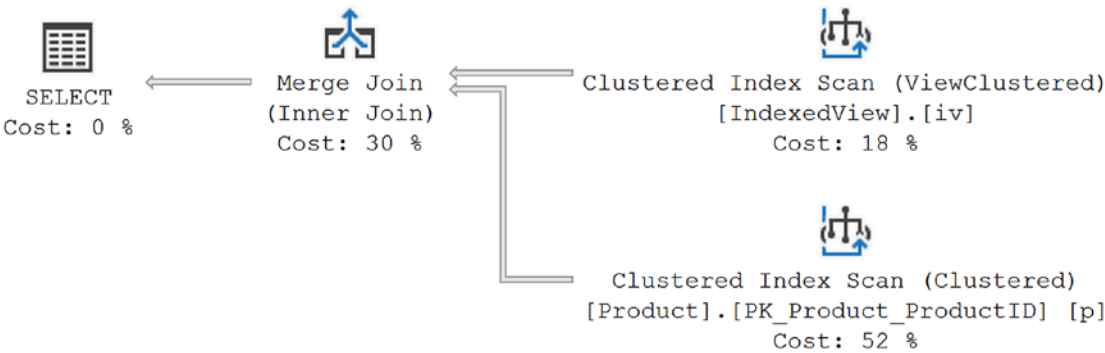 SELECT
Cost: 0 %
Merge Join
(Inner Join)
Cost: 30 %
Clustered Index Scan (ViewClustered)
[IndexedView].[iv]
Cost: 18 %
Clustered Index Scan (Clustered)
[Product].[PK_Product_ProductID] [p]
Cost: 52 %